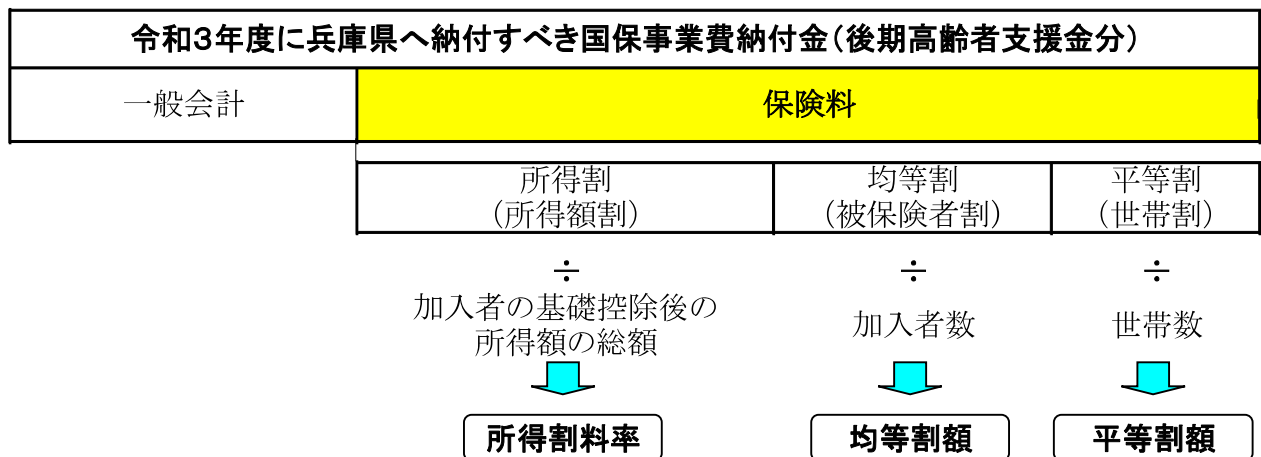 令和3年度に兵庫県へ納付すべき国保事業費納付金(後期高齢者支援金分)
一般会計
保険料
所得割
(所得額割)
均等割
(被保険者割)
平等割
(世帯割)
÷
÷
÷
加入者の基礎控除後の
所得額の総額
加入者数
世帯数
所得割料率
均等割額
平等割額